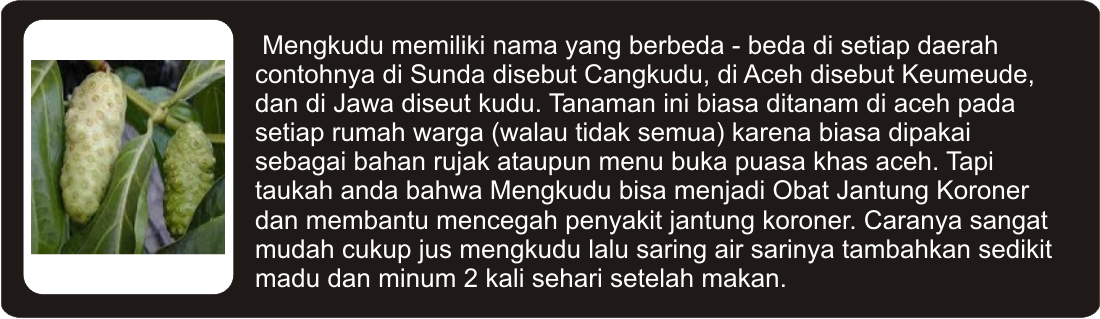 Mengkudu memiliki nama yang berbeda - beda di setiap daerah
contohnya di Sunda disebut Cangkudu, di Aceh disebut Keumeude,
dan di Jawa diseut kudu. Tanaman ini biasa ditanam di aceh pada
setiap rumah warga (walau tidak semua) karena biasa dipakai
sebagai bahan rujak ataupun menu buka puasa khas aceh. Tapi
taukah anda bahwa Mengkudu bisa menjadi Obat Jantung Koroner
dan membantu mencegah penyakit jantung koroner. Caranya sangat
mudah cukup jus mengkudu lalu saring air sarinya tambahkan sedikit
madu dan minum 2 kali sehari setelah makan.